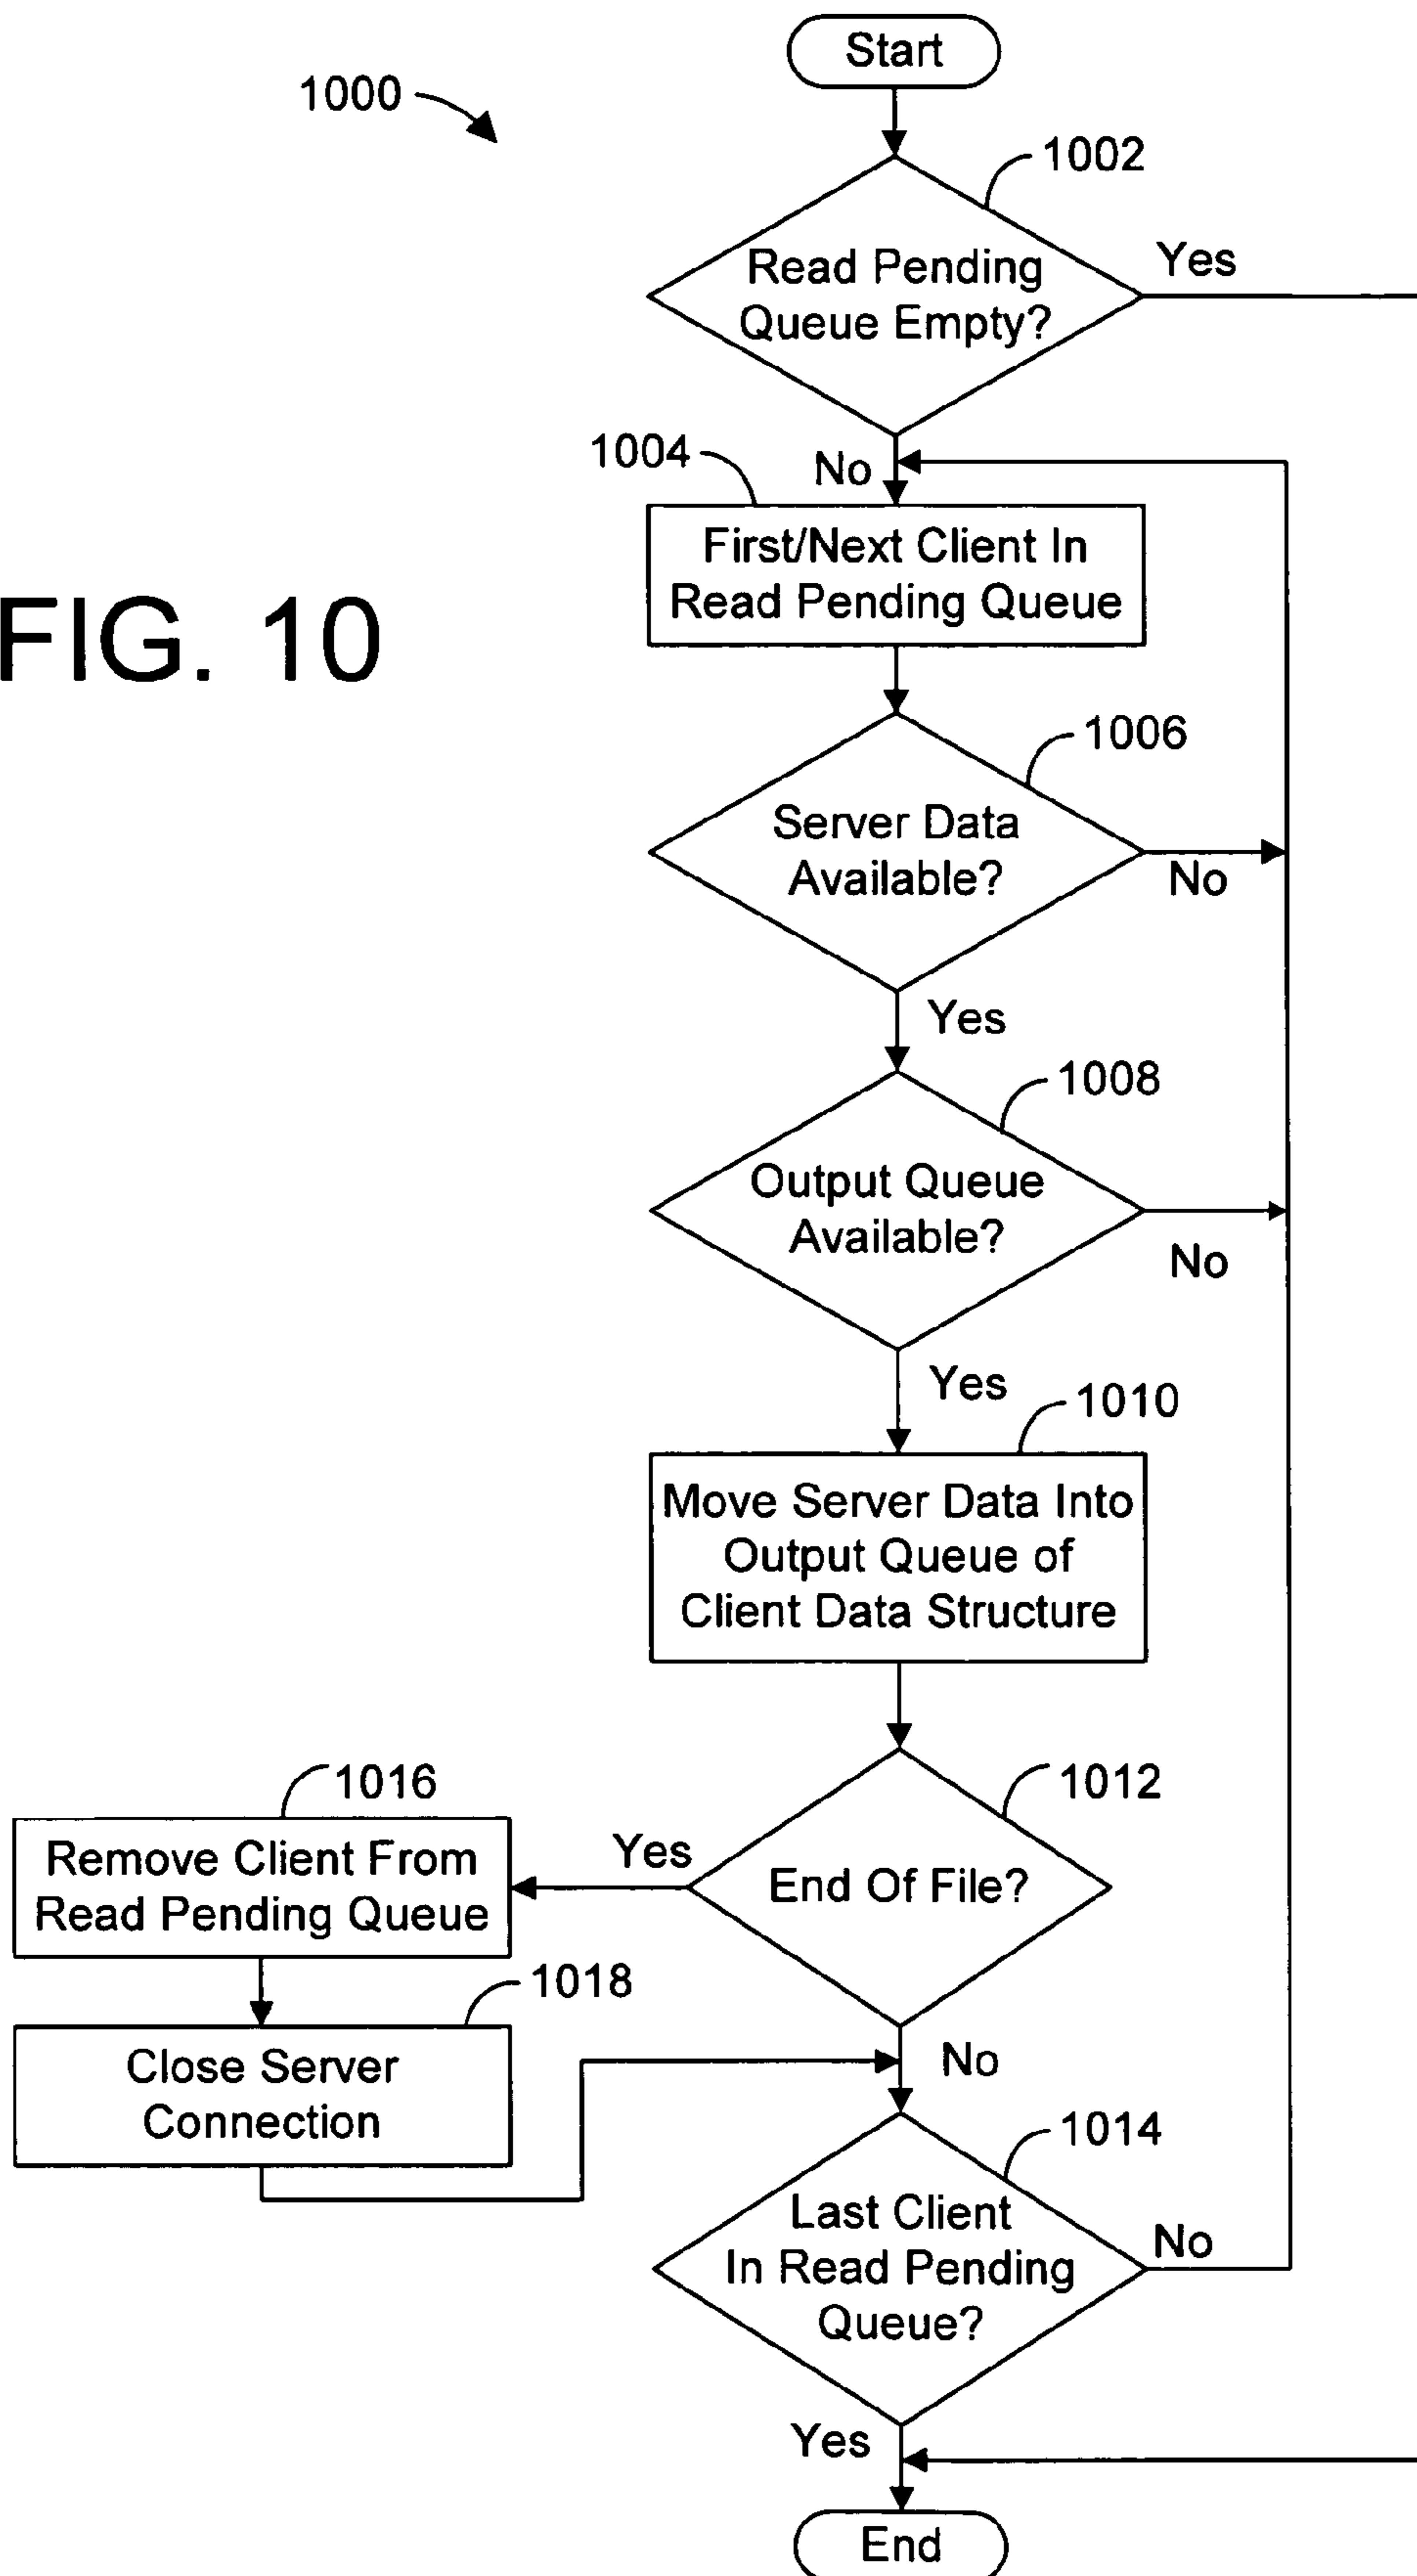 Start
1000
1002
Read Pending
Queue Empty?
Yes
1004
No
First/Next Client In
Read Pending Queue
FIG. 10
1006
Server Data
Available?
No
Yes
1008
Output Queue
Available?
No
Yes
1010
Move Server Data Into
Output Queue of
Client Data Structure
1016
1012
Remove Client From
Read Pending Queue
Yes
End Of File?
1018
Close Server
Connection
No
1014
Last Client
In Read Pending
Queue?
No
Yes
End